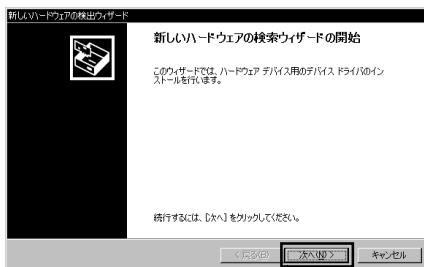 新しいハードウェアの検出ウィザード
新しいハードウェアの検索ウィザードの開始
このウィザードでは、ハードウェア デバイス用のデバイス ドライバのイン
ストールを行います。
続行するには、[次へ] をクリックしてください。
< 戻る(B)
次へ(N) >
キャンセル